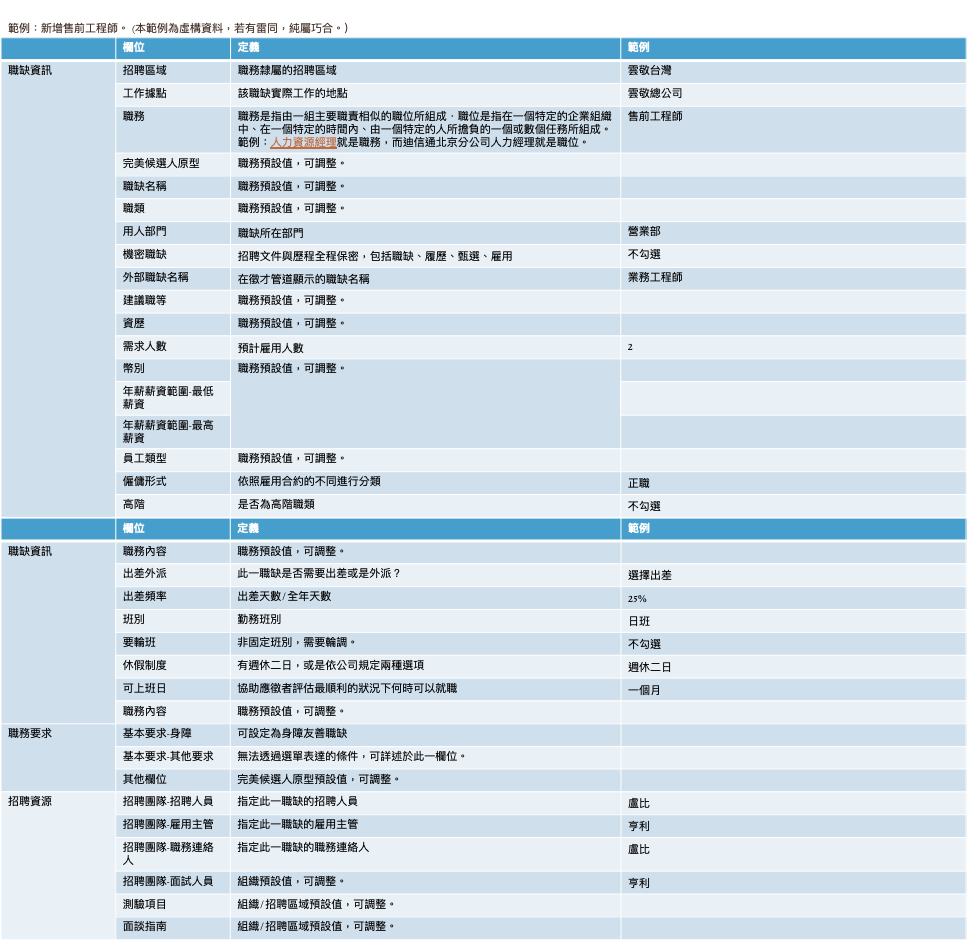 範例：新增售前工程師。 (本範例為虛構資料，若有雷同，純屬巧合。)
欄位 定義 範例
職缺資訊 招聘區域 職務隸屬的招聘區域 雲敬台灣
工作據點 該職缺實際工作的地點 雲敬總公司
職務 職務是指由一組主要職責相似的職位所組成．職位是指在一個特定的企業組織 售前工程師
中、在一個特定的時間內、由一個特定的人所擔負的一個或數個任務所組成。
範例：人力資源經理就是職務，而迪信通北京分公司人力經理就是職位。
完美候選人原型 職務預設值，可調整。
職缺名稱 職務預設值，可調整。
職類 職務預設值，可調整。
用人部門 職缺所在部門 營業部
機密職缺 招聘文件與歷程全程保密，包括職缺、履歷、甄選、雇用 不勾選
外部職缺名稱 在徵才管道顯示的職缺名稱 業務工程師
建議職等 職務預設值，可調整。
資歷 職務預設值，可調整。
需求人數 預計雇用人數 2
幣別 職務預設值，可調整。
年薪薪資範圍-最低
薪資
年薪薪資範圍-最高
薪資
員工類型 職務預設值，可調整。
僱傭形式 依照雇用合約的不同進行分類 正職
高階 是否為高階職類 不勾選
欄位 定義 範例
職缺資訊 職務內容 職務預設值，可調整。
出差外派 此一職缺是否需要出差或是外派？ 選擇出差
出差頻率 出差天數/全年天數 25%
班別 勤務班別 日班
要輪班 非固定班別，需要輪調。 不勾選
休假制度 有週休二日，或是依公司規定兩種選項 週休二日
可上班日 協助應徵者評估最順利的狀況下何時可以就職 一個月
職務內容 職務預設值，可調整。
職務要求 基本要求-身障 可設定為身障友善職缺
基本要求-其他要求 無法透過選單表達的條件，可詳述於此一欄位。
其他欄位 完美候選人原型預設值，可調整。
招聘資源 招聘團隊-招聘人員 指定此一職缺的招聘人員 盧比
招聘團隊-雇用主管 指定此一職缺的雇用主管 亨利
招聘團隊-職務連絡 指定此一職缺的職務連絡人 盧比
人
招聘團隊-面試人員 組織預設值，可調整。 亨利
測驗項目 組織/招聘區域預設值，可調整。
面談指南 組織/招聘區域預設值，可調整。